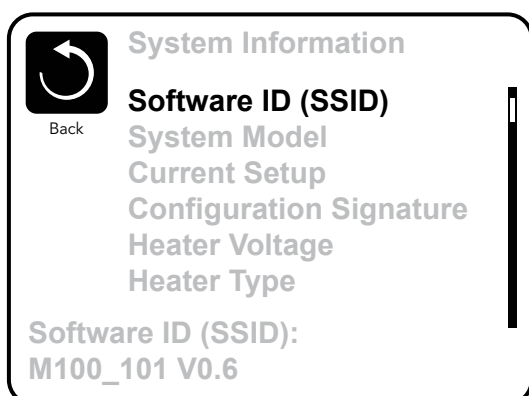 System Information
Back
Software ID (SSID)
System Model
Current Setup
Configuration Signature
Heater Voltage
Heater Type
Software ID (SSID):
M100_101 V0.6